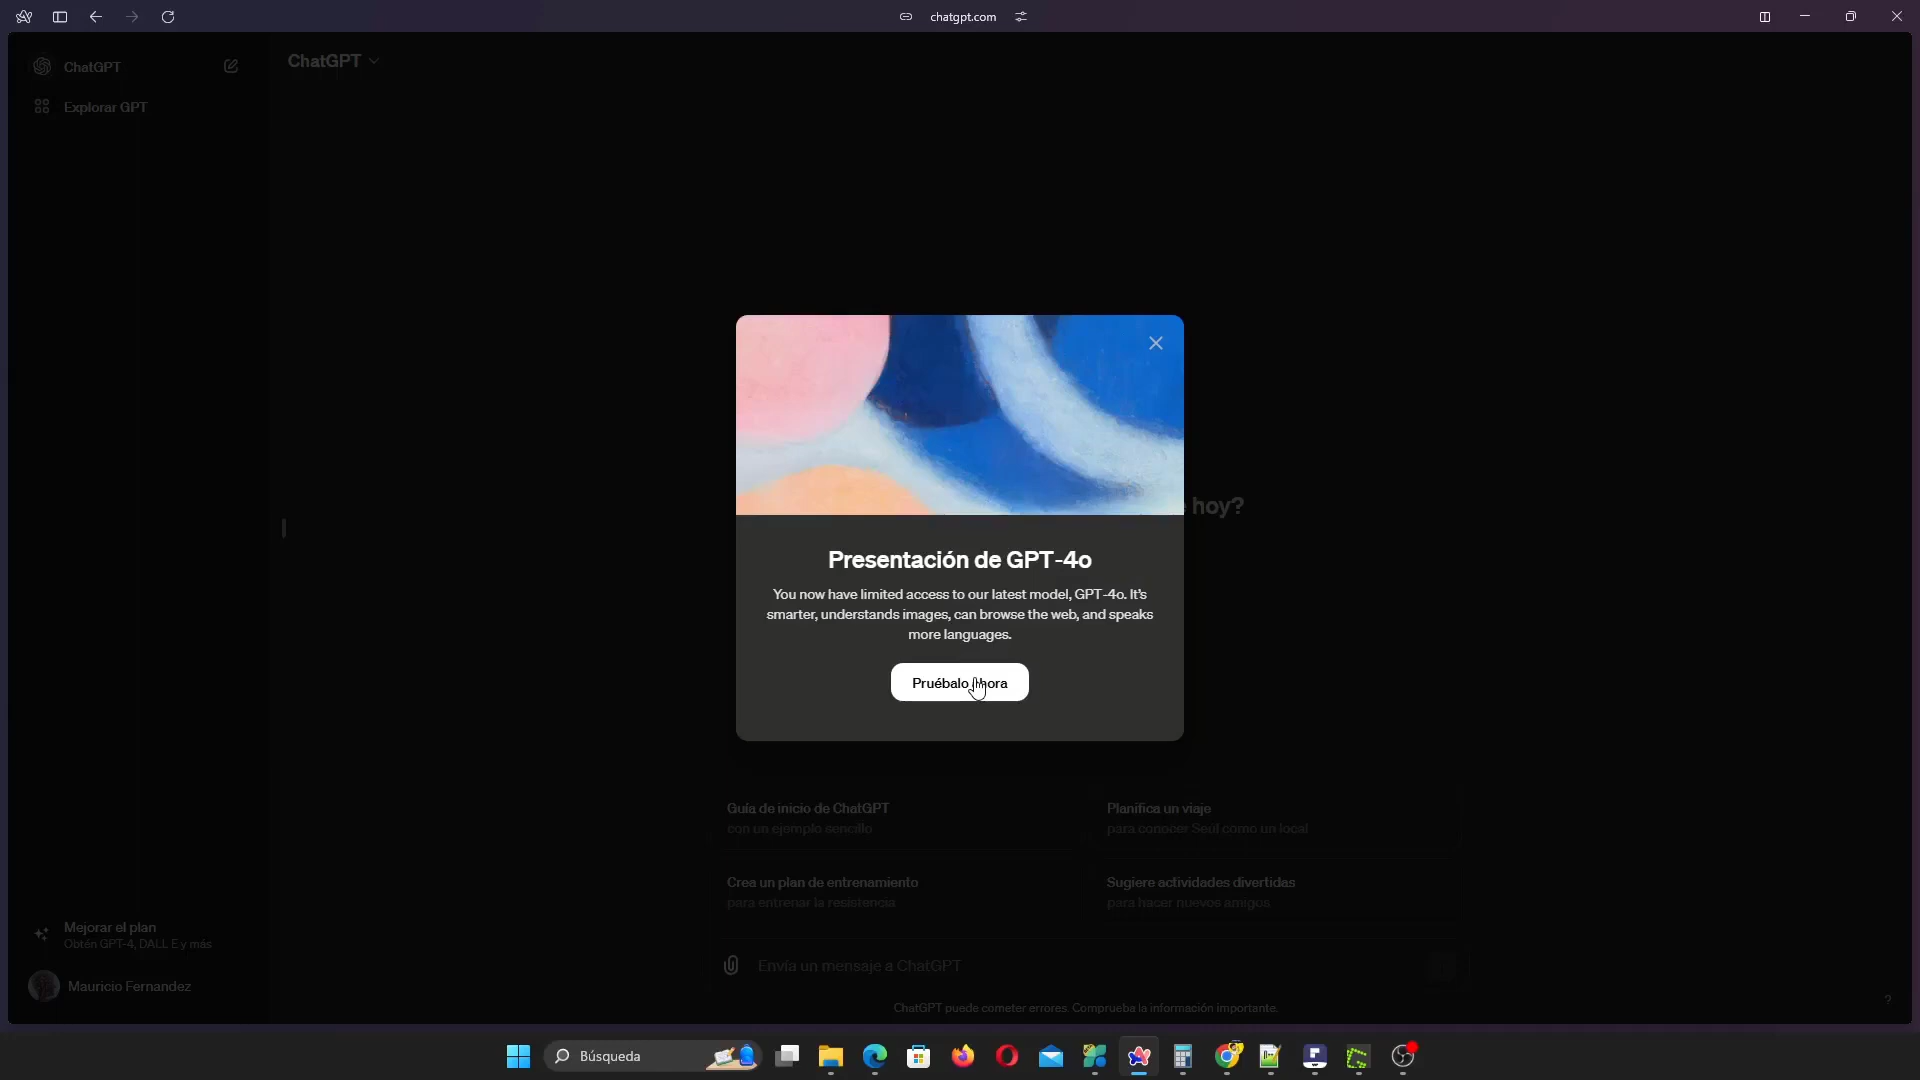 chatgpt.com
ChatGPT
Explorar GPT
ChatGPT
hoy?
Presentación de GPT-4o
You now have limited access to our latest model, GPT-4o. It's
smarter, understands images, can browse the web, and speaks
more languages.
Pruébalo ahora
Guía de inicio de ChatGPT
con un ejemplo sencillo
Planifica un viaje
para conocer Seúl como un local
Crea un plan de entrenamiento
para entrenar la resistencia
Sugiere actividades divertidas
para hacer nuevos amigos
Mejorar el plan
Obtén GPT-4, DALL·E y más
Mauricio Fernandez
Envía un mensaje a ChatGPT
ChatGPT puede cometer errores. Comprueba la información importante.
?
Búsqueda